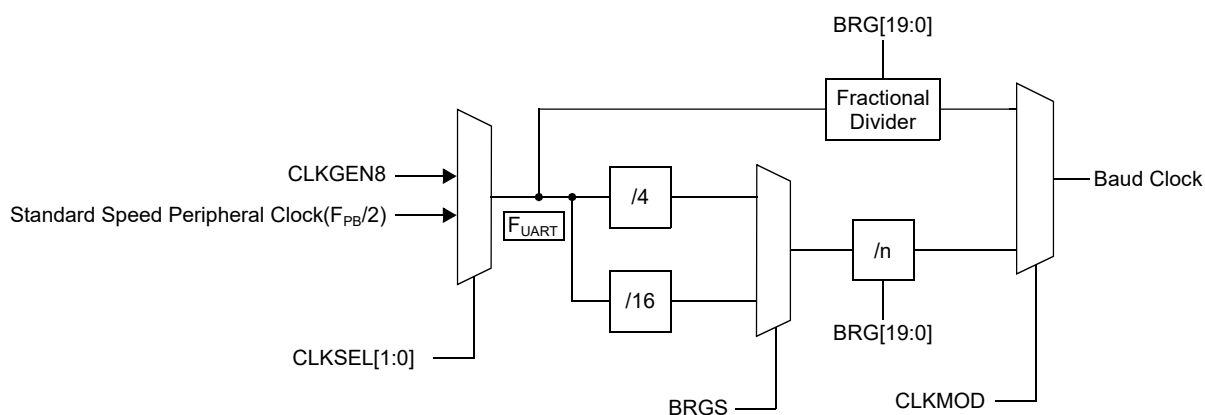 BRG[19:0]
Fractional
Divider
CLKGEN8
Baud Clock
Standard Speed Peripheral Clock(FPB/2)
/4
FUART
/n
/16
BRG[19:0]
CLKSEL[1:0]
BRGS
CLKMOD